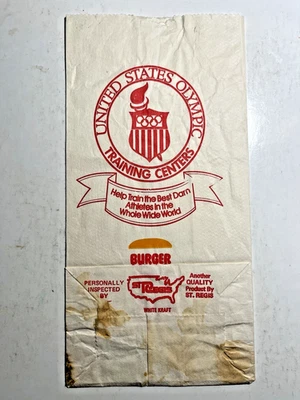 UNITED STATES OLYMPIC
TRAINING CENTERS
Help Train the Best Darn
Athletes in the
Whole Wide World
BURGER
PERSONALLY
INSPECTED
BY
ST. REGIS
WHITE KRAFT
Another
QUALITY
Product By
ST. REGIS